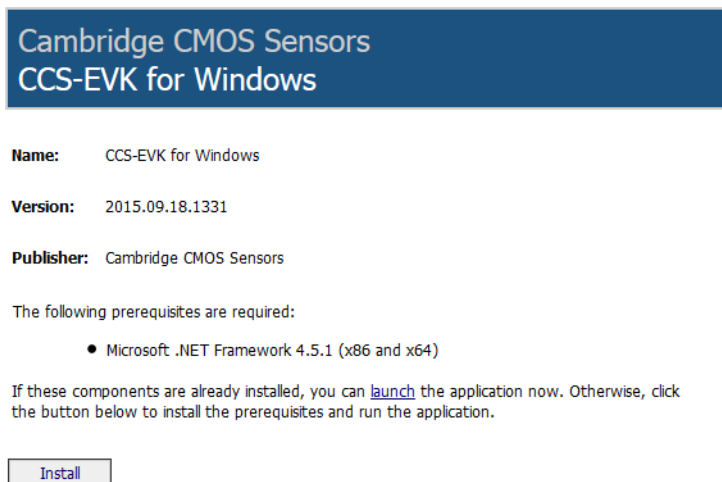 Cambridge CMOS Sensors
CCS-EVK for Windows
Name: CCS-EVK for Windows
Version: 2015.09.18.1331
Publisher: Cambridge CMOS Sensors
The following prerequisites are required:
• Microsoft .NET Framework 4.5.1 (x86 and x64)
If these components are already installed, you can launch the application now. Otherwise, click
the button below to install the prerequisites and run the application.
Install